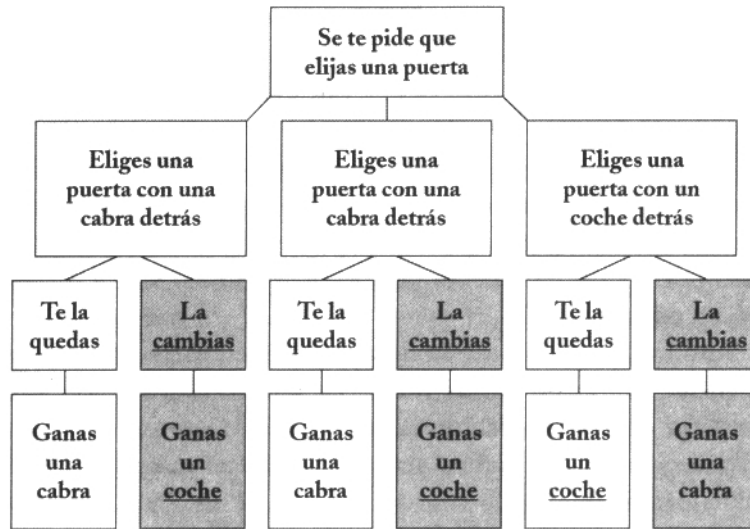 Se te pide que
elijas una puerta
Eliges una
puerta con una
cabra detrás
Eliges una
puerta con una
cabra detrás
Eliges una
puerta con un
coche detrás
Te la
quedas
La
cambias
Te la
quedas
La
cambias
Te la
quedas
La
cambias
Ganas
una
cabra
Ganas
un
coche
Ganas
una
cabra
Ganas
un
coche
Ganas
un
coche
Ganas
una
cabra